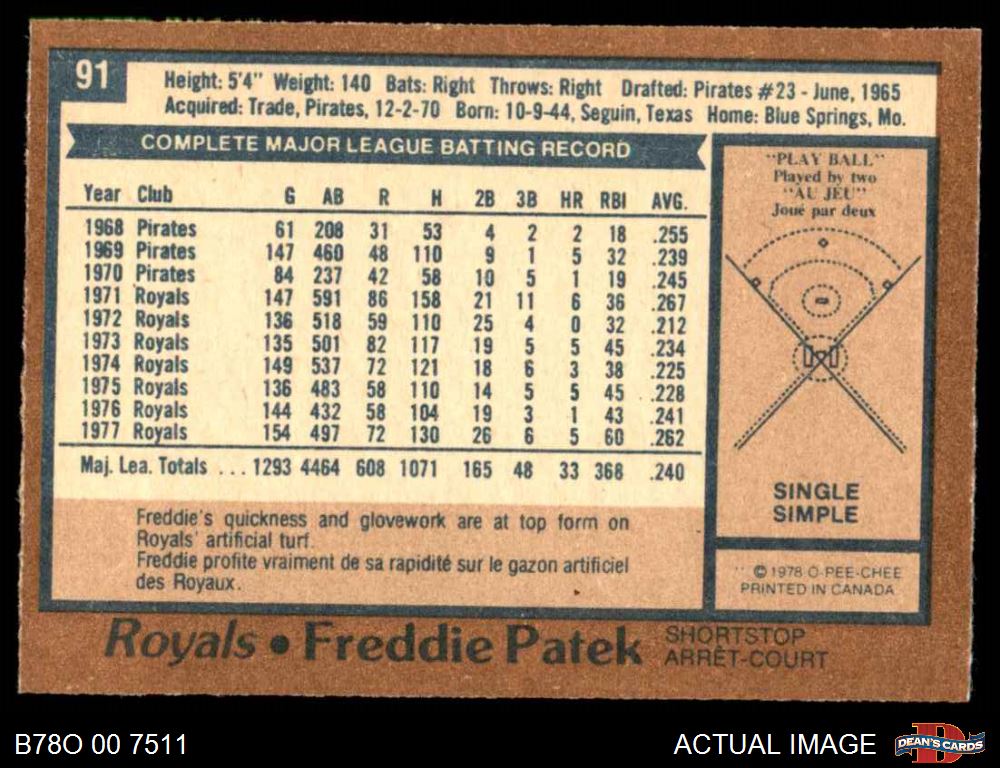 91
Height: 5'4" Weight: 140 Bats: Right Throws: Right Drafted: Pirates #23 - June, 1965
Acquired: Trade, Pirates, 12-2-70 Born: 10-9-44, Seguin, Texas Home: Blue Springs, Mo.
COMPLETE MAJOR LEAGUE BATTING RECORD
Year Club G AB R H 2B 3B HR RBI AVG.
1968 Pirates 61 208 31 53 4 2 2 18 .255
1969 Pirates 147 460 48 110 9 1 5 32 .239
1970 Pirates 84 237 42 58 10 5 1 19 .245
1971 Royals 147 591 86 158 21 11 6 36 .267
1972 Royals 136 518 59 110 25 4 0 32 .212
1973 Royals 135 501 82 117 19 5 5 45 .234
1974 Royals 149 537 72 121 18 6 3 38 .225
1975 Royals 136 483 58 110 14 5 5 45 .228
1976 Royals 144 432 58 104 19 3 1 43 .241
1977 Royals 154 497 72 130 26 6 5 60 .262
Maj. Lea. Totals ... 1293 4464 608 1071 165 48 33 368 .240
Freddie's quickness and glovework are at top form on
Royals' artificial turf.
Freddie profite vraiment de sa rapidité sur le gazon artificiel
des Royaux.
"PLAY BALL"
Played by two
"AU JEU"
Joué par deux
SINGLE
SIMPLE
© 1978 O-PEE-CHEE
PRINTED IN CANADA
Royals • Freddie Patek
SHORTSTOP
ARRÊT-COURT
B78O 00 7511
ACTUAL IMAGE
DEAN'S CARDS